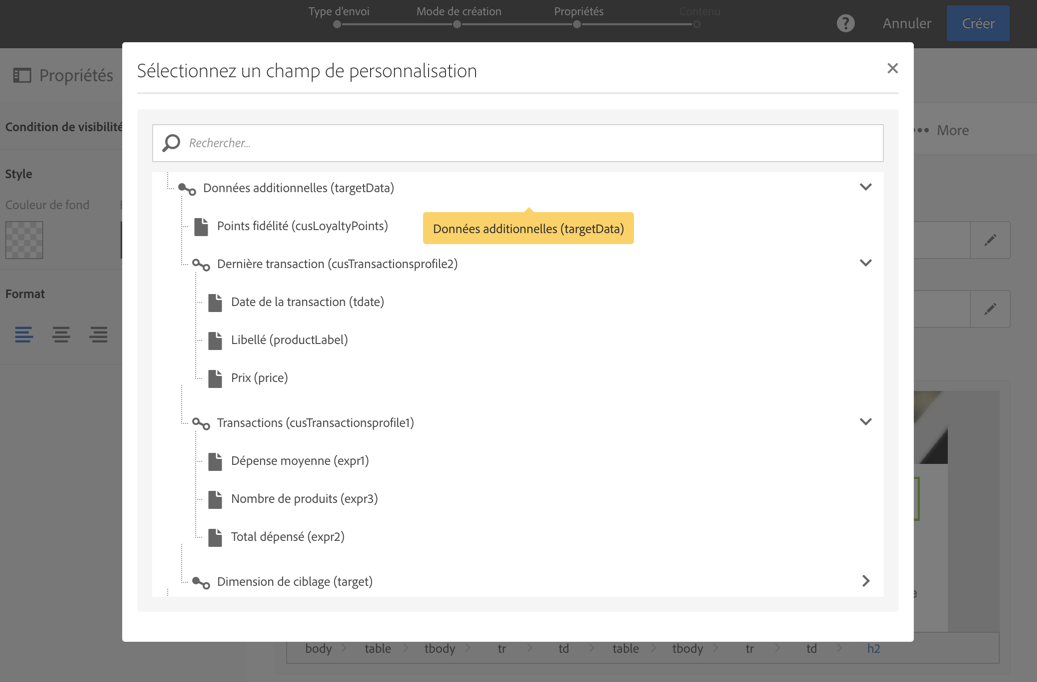 Type d'envoi
Mode de création
Propriétés
Contenu
?
Annuler
Créer
Propriétés
Sélectionnez un champ de personnalisation
Condition de visibilité
Rechercher...
More
Style
Couleur de fond
Données additionnelles (targetData)
Points fidélité (cusLoyaltyPoints)
Données additionnelles (targetData)
Dernière transaction (cusTransactionsprofile2)
Format
Date de la transaction (tdate)
Libellé (productLabel)
Prix (price)
Transactions (cusTransactionsprofile1)
Dépense moyenne (expr1)
Nombre de produits (expr3)
Total dépensé (expr2)
Dimension de ciblage (target)
body
table
tbody
tr
td
table
tbody
tr
td
h2